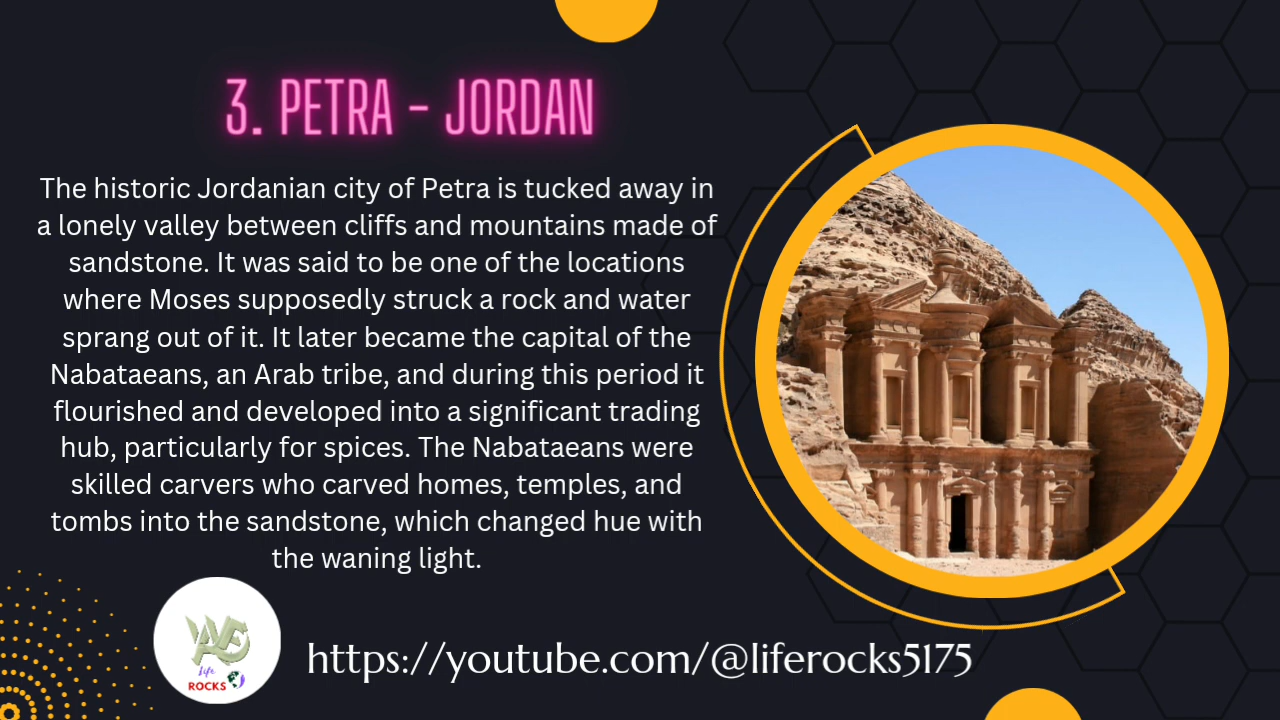 3. PETRA - JORDAN
The historic Jordanian city of Petra is tucked away in
a lonely valley between cliffs and mountains made of
sandstone. It was said to be one of the locations
where Moses supposedly struck a rock and water
sprang out of it. It later became the capital of the
Nabataeans, an Arab tribe, and during this period it
flourished and developed into a significant trading
hub, particularly for spices. The Nabataeans were
skilled carvers who carved homes, temples, and
tombs into the sandstone, which changed hue with
the waning light.
Life
ROCKS
https://youtube.com/@liferocks5175